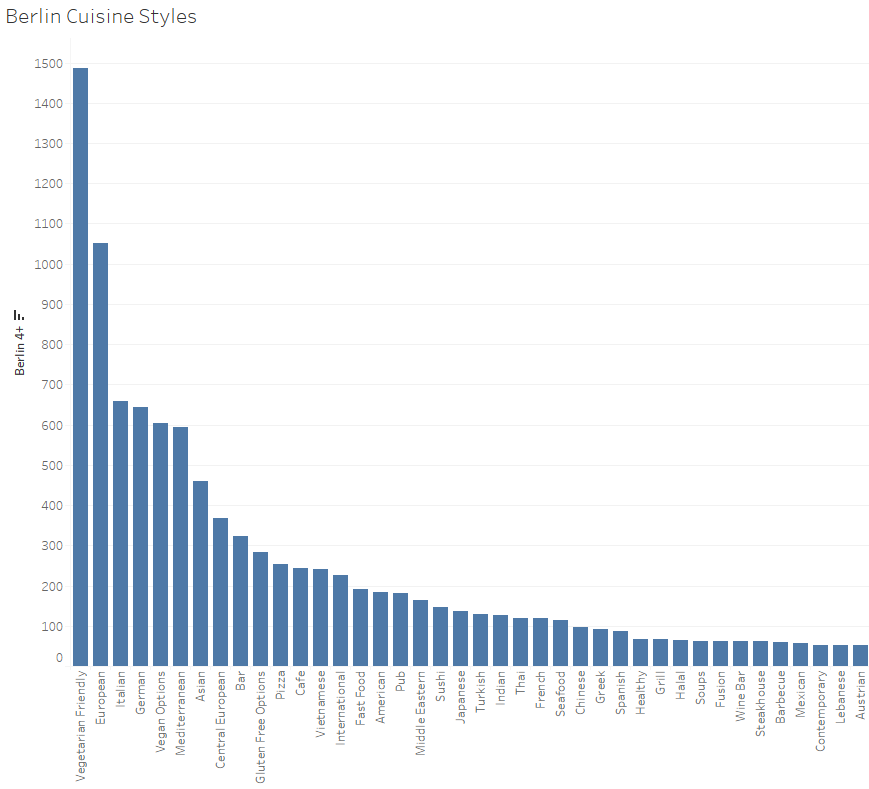 Berlin Cuisine Styles
1500
1400
1300
1200
1100
1000
900
800
700
600
500
400
300
200
100
0
Berlin 4+
Vegetarian Friendly
European
Italian
German
Vegan Options
Mediterranean
Asian
Central European
Bar
Gluten Free Options
Pizza
Cafe
Vietnamese
International
Fast Food
American
Pub
Middle Eastern
Sushi
Japanese
Turkish
Indian
Thai
French
Seafood
Chinese
Greek
Spanish
Healthy
Grill
Halal
Soups
Fusion
Wine Bar
Steakhouse
Barbecue
Mexican
Contemporary
Lebanese
Austrian